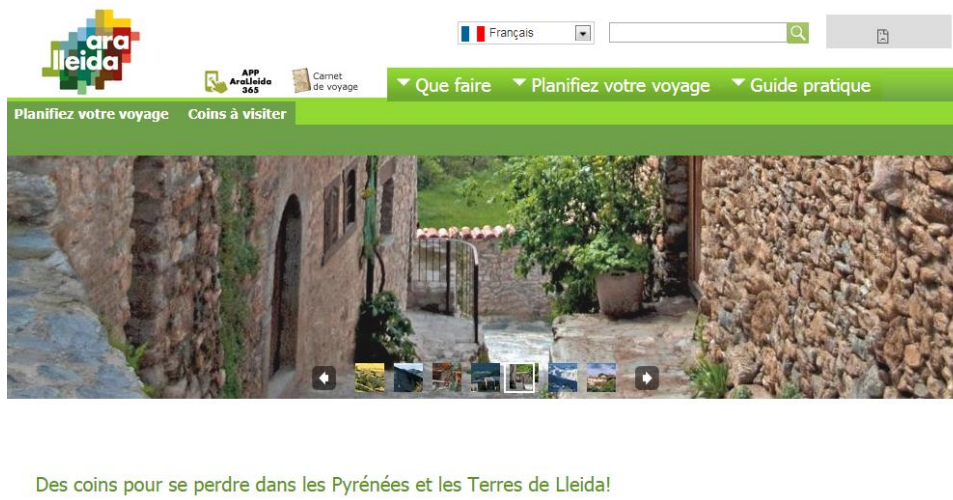 ara
lleida
Français
APP
AraLleida
365
Carnet
de voyage
Que faire
Planifiez votre voyage
Guide pratique
Planifiez votre voyage
Coins à visiter
Des coins pour se perdre dans les Pyrénées et les Terres de Lleida!